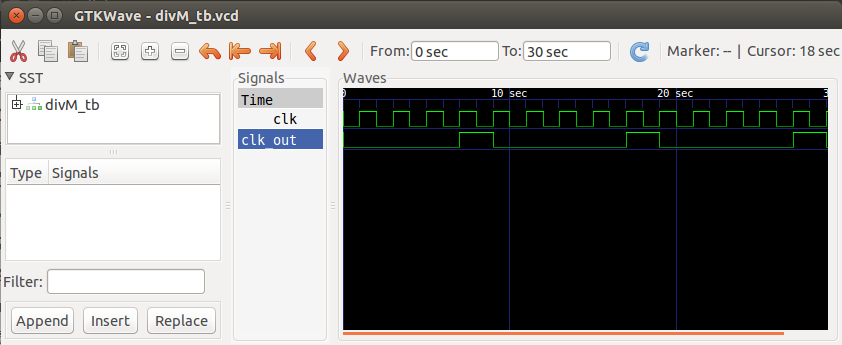 GTKWave - divM_tb.vcd
From: 0 sec To: 30 sec Marker: -- | Cursor: 18 sec
SST
divM_tb
Type Signals
Filter:
Append Insert Replace
Signals
Time
clk
clk_out
Waves
0 10 sec 20 sec 3